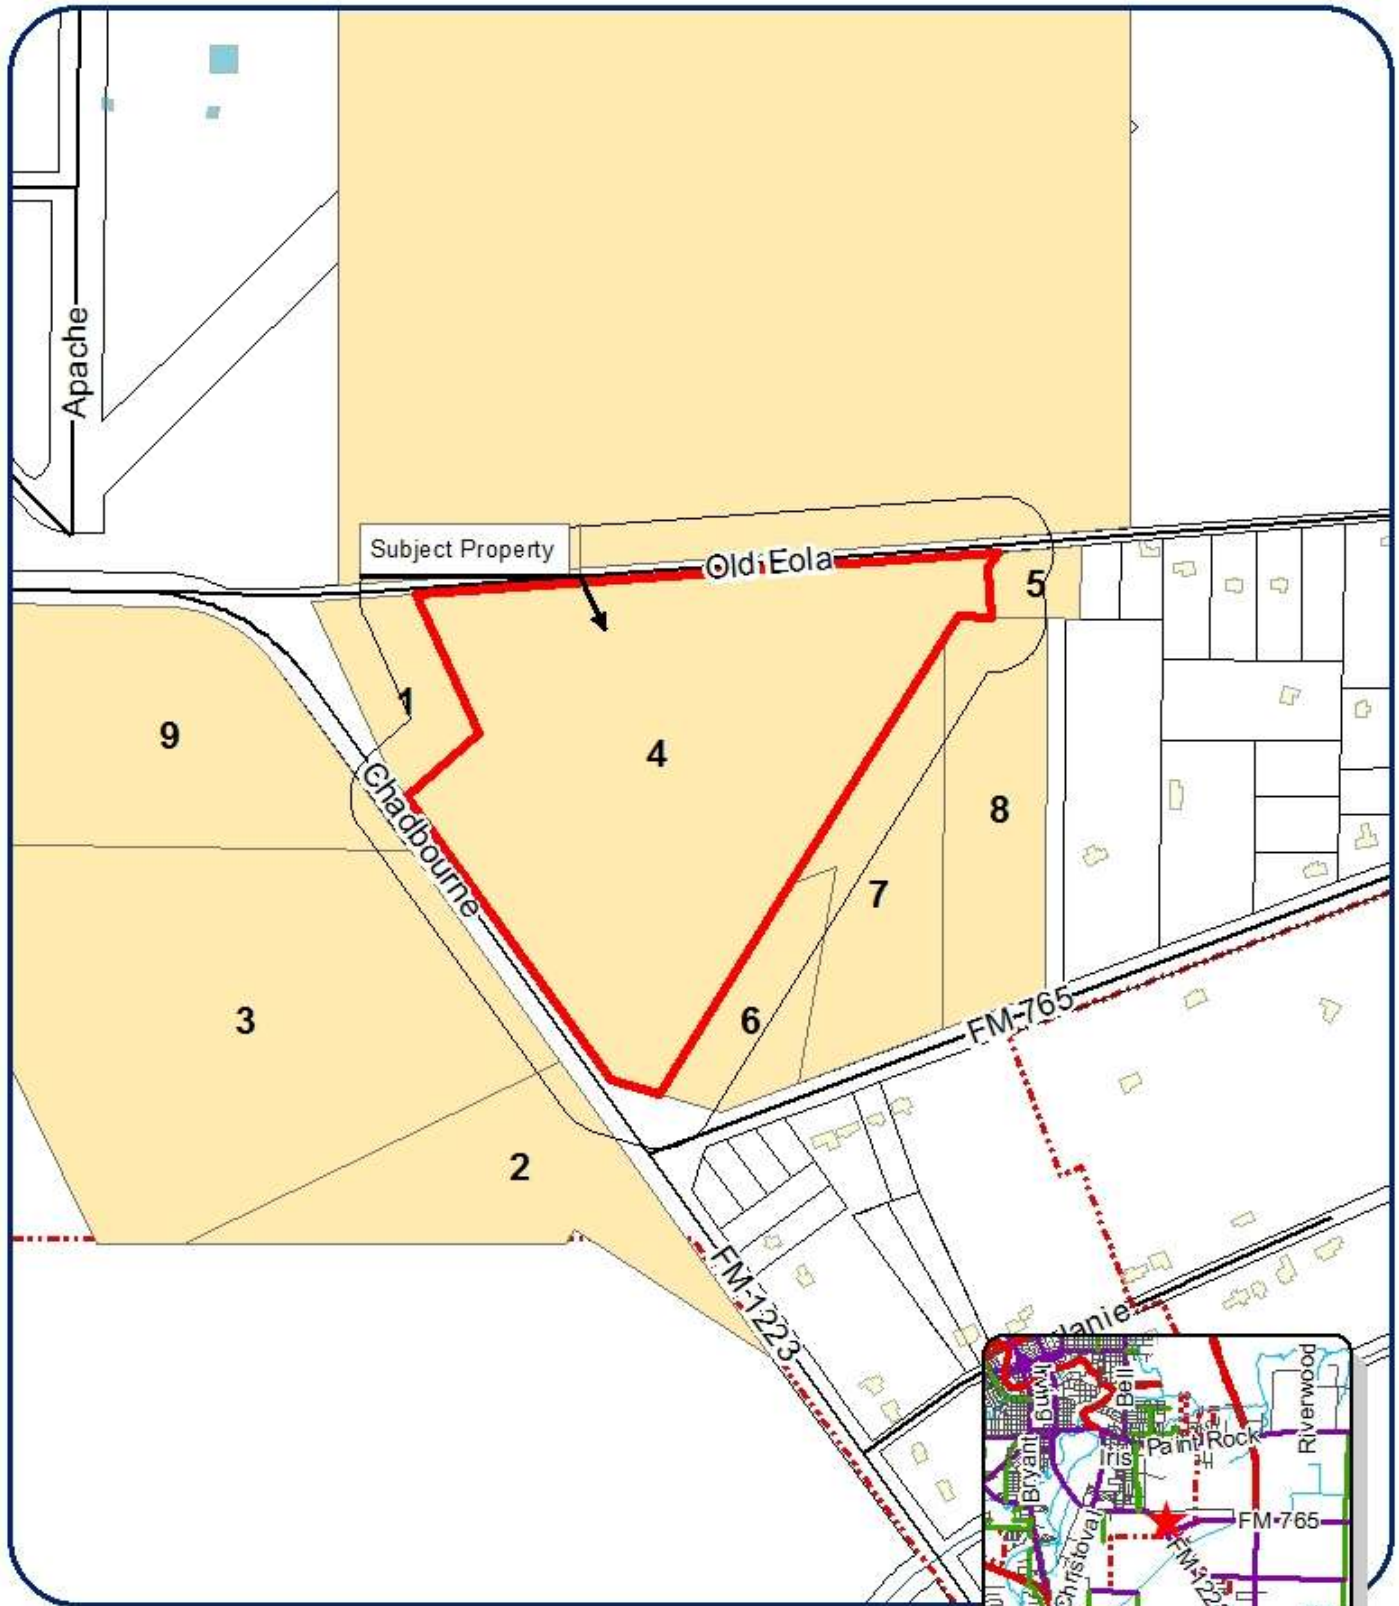 Apache
Subject Property
Old Eola
5
1
9
4
Chadbourne
8
7
3
6
FM 765
2
FM-1223
Irving
Bell
Riverwood
Paint Rock
Bryant
Iris
FM 765
Christoval